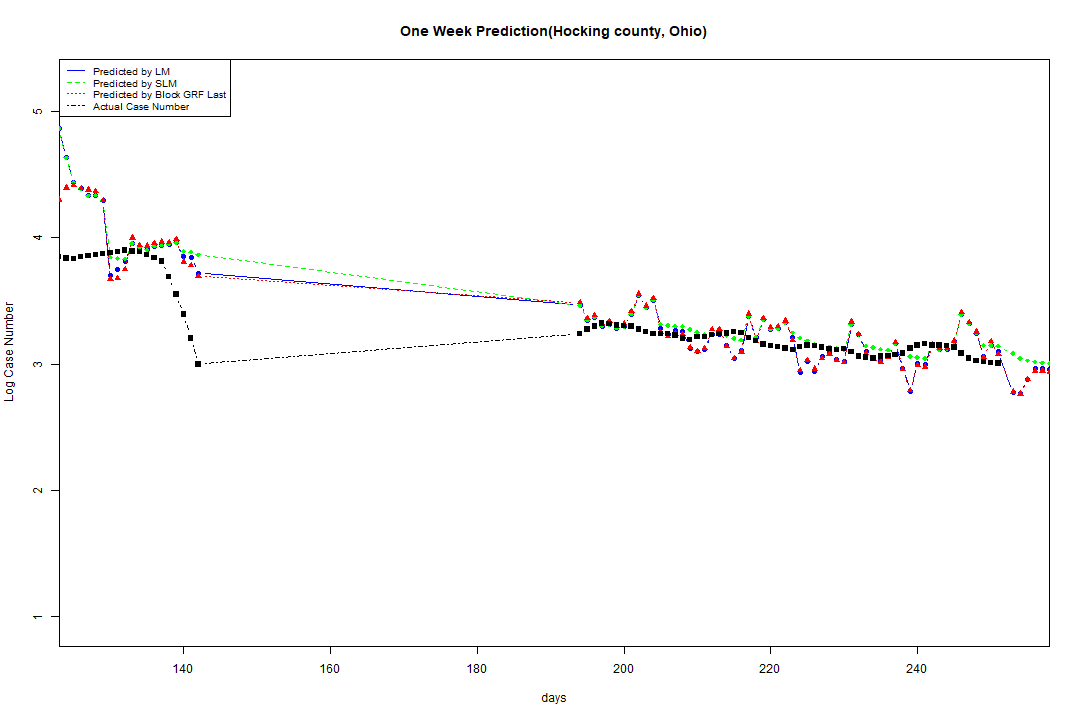 One Week Prediction(Hocking county, Ohio)
Predicted by LM
Predicted by SLM
Predicted by Block GRF Last
Actual Case Number
5
4
3
2
1
Log Case Number
140 160 180 200 220 240
days